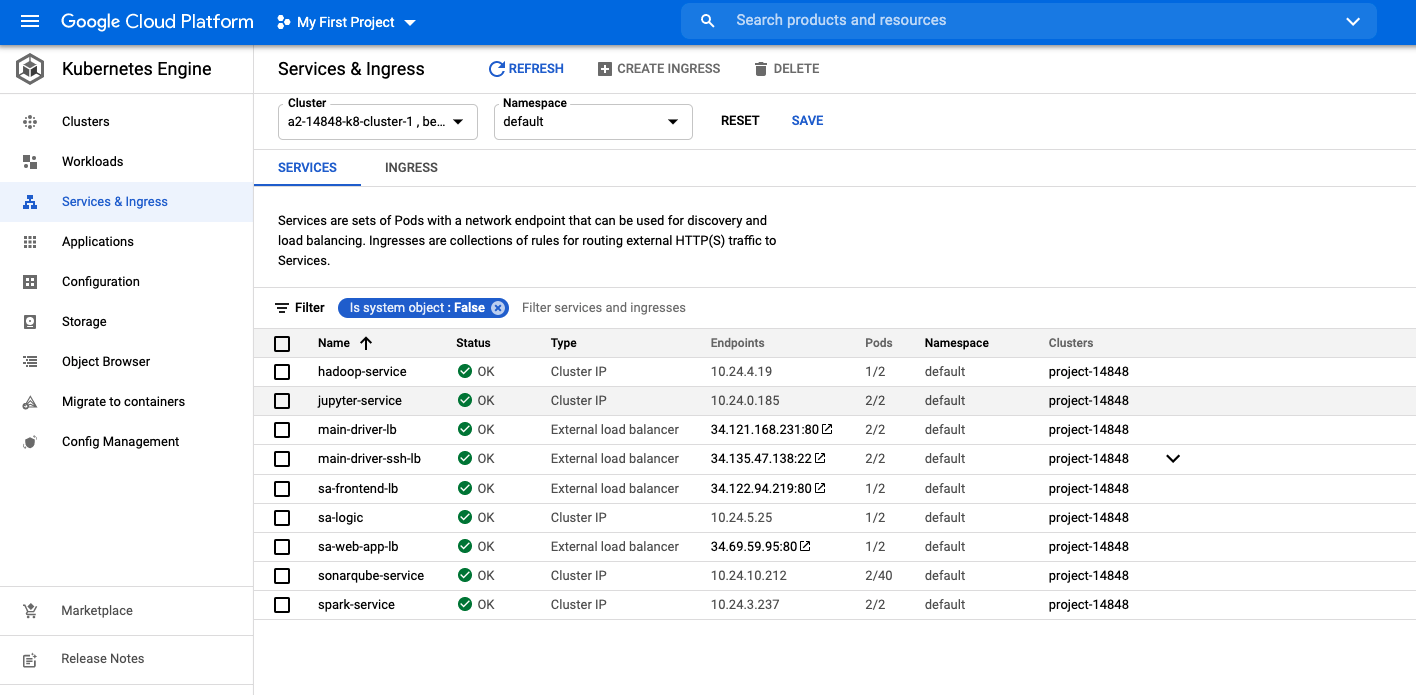 Google Cloud Platform My First Project Search products and resources
Kubernetes Engine
Clusters
Workloads
Services & Ingress
Applications
Configuration
Storage
Object Browser
Migrate to containers
Config Management
Marketplace
Release Notes
Services & Ingress REFRESH CREATE INGRESS DELETE
Cluster Namespace
a2-14848-k8-cluster-1 , be... default RESET SAVE
SERVICES INGRESS
Services are sets of Pods with a network endpoint that can be used for discovery and
load balancing. Ingresses are collections of rules for routing external HTTP(S) traffic to
Services.
Filter Is system object : False Filter services and ingresses
Name Status Type Endpoints Pods Namespace Clusters
hadoop-service OK Cluster IP 10.24.4.19 1/2 default project-14848
jupyter-service OK Cluster IP 10.24.0.185 2/2 default project-14848
main-driver-lb OK External load balancer 34.121.168.231:80 2/2 default project-14848
main-driver-ssh-lb OK External load balancer 34.135.47.138:22 2/2 default project-14848
sa-frontend-lb OK External load balancer 34.122.94.219:80 1/2 default project-14848
sa-logic OK Cluster IP 10.24.5.25 1/2 default project-14848
sa-web-app-lb OK External load balancer 34.69.59.95:80 1/2 default project-14848
sonarqube-service OK Cluster IP 10.24.10.212 2/40 default project-14848
spark-service OK Cluster IP 10.24.3.237 2/2 default project-14848